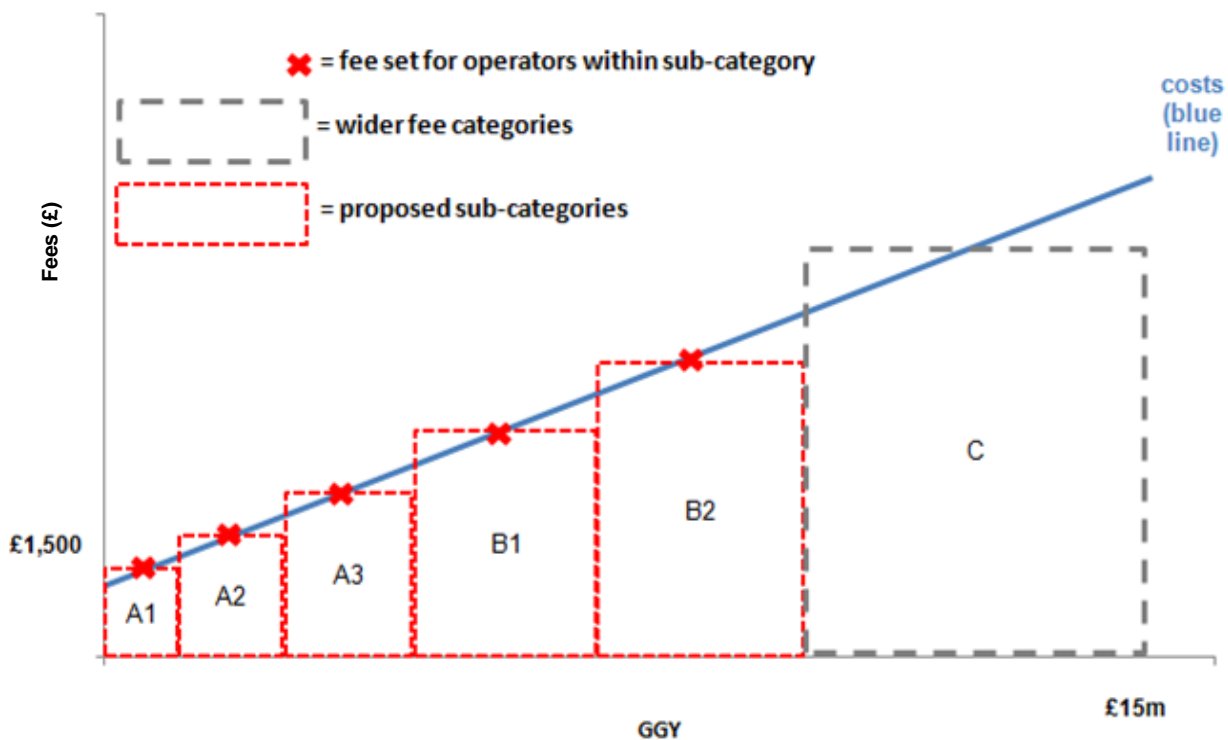 = fee set for operators within sub-category
costs
(blue
line)
= wider fee categories
= proposed sub-categories
Fees (£)
£1,500
A1
A2
A3
B1
B2
C
£15m
GGY